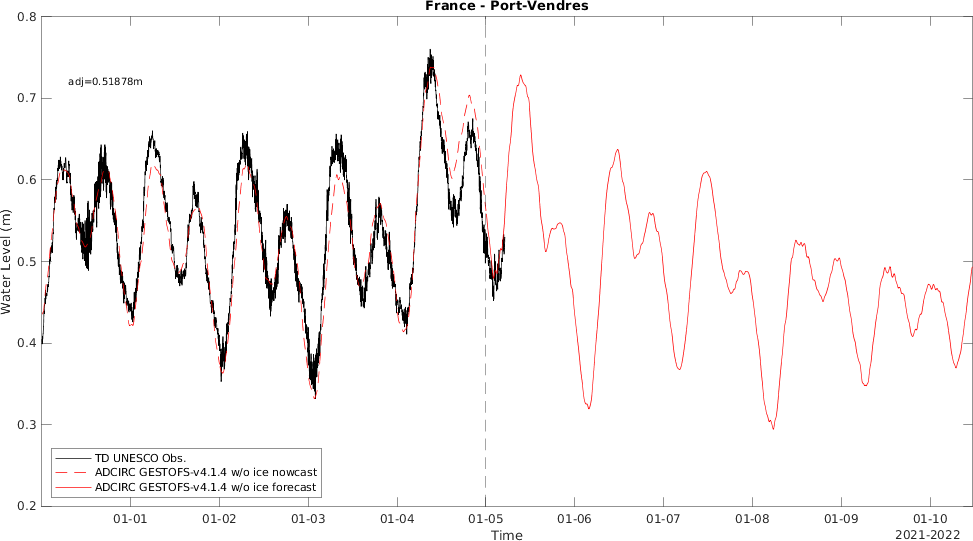 France - Port-Vendres
0.8
0.7
0.6
0.5
0.4
0.3
0.2
Water Level (m)
adj=0.51878m
TD UNESCO Obs.
ADCIRC GESTOFS-v4.1.4 w/o ice nowcast
ADCIRC GESTOFS-v4.1.4 w/o ice forecast
01-01 01-02 01-03 01-04 01-05 01-06 01-07 01-08 01-09 01-10
Time
2021-2022